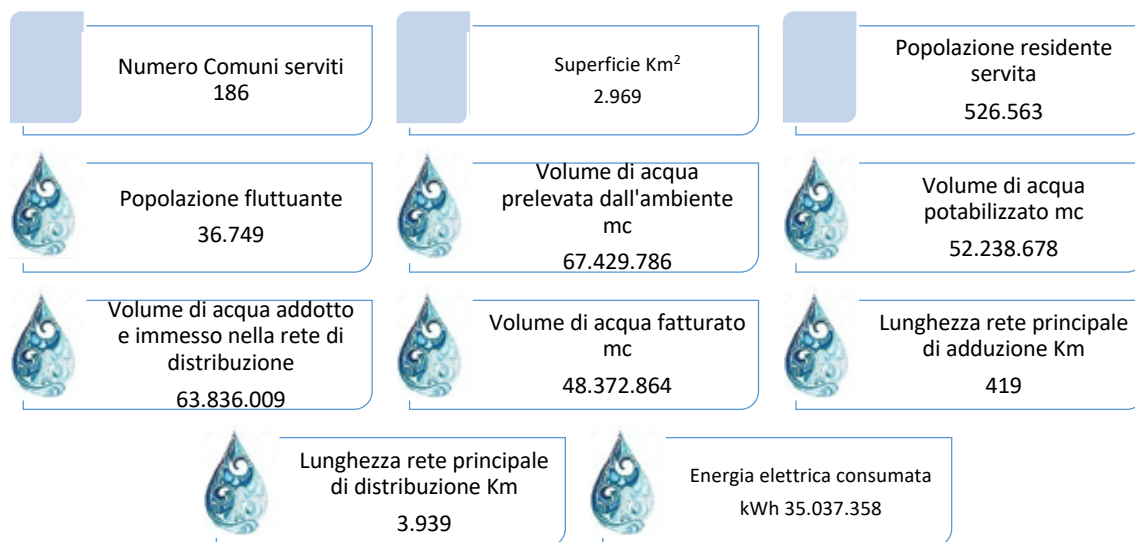 Numero Comuni serviti
186
Superficie Km²
2.969
Popolazione residente
servita
526.563
Popolazione fluttuante
36.749
Volume di acqua
prelevata dall'ambiente
mc
67.429.786
Volume di acqua
potabilizzato mc
52.238.678
Volume di acqua addotto
e immesso nella rete di
distribuzione
63.836.009
Volume di acqua fatturato
mc
48.372.864
Lunghezza rete principale
di adduzione Km
419
Lunghezza rete principale
di distribuzione Km
3.939
Energia elettrica consumata
kWh 35.037.358